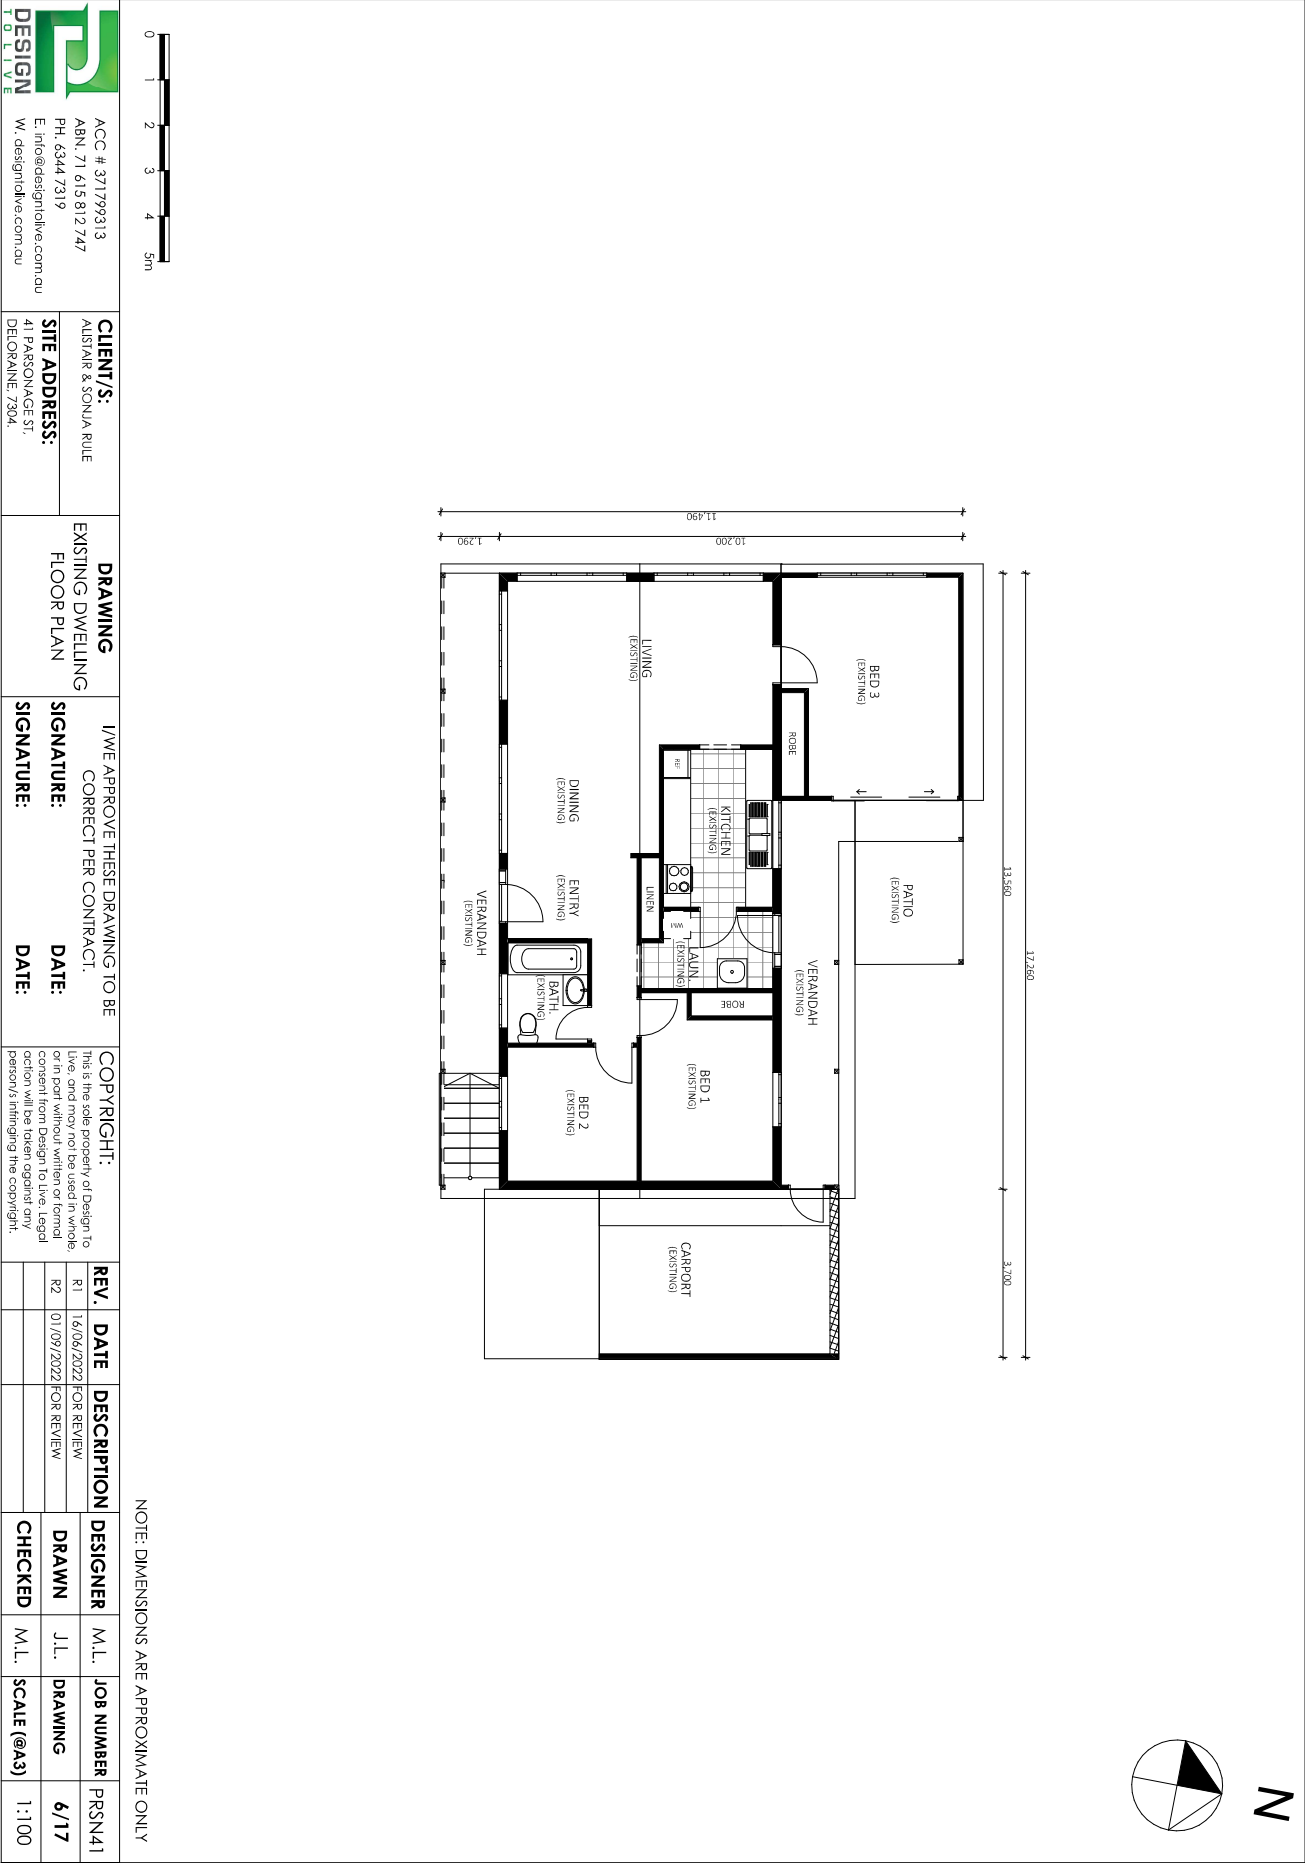 N
17,260
13,560
3,700
11,490
10,200
1,290
BED 3
(EXISTING)
ROBE
PATIO
(EXISTING)
VERANDAH
(EXISTING)
KITCHEN
(EXISTING)
REF
LIVING
(EXISTING)
LINEN
WM
LAUN.
(EXISTING)
ROBE
BED 1
(EXISTING)
CARPORT
(EXISTING)
DINING
(EXISTING)
ENTRY
(EXISTING)
BATH.
(EXISTING)
BED 2
(EXISTING)
VERANDAH
(EXISTING)
0 1 2 3 4 5m
NOTE: DIMENSIONS ARE APPROXIMATE ONLY
DESIGN
TO LIVE
ACC # 371799313
ABN. 71 615 812 747
PH. 6344 7319
E. info@designtolive.com.au
W. designtolive.com.au
CLIENT/S:
ALISTAIR & SONJA RULE
SITE ADDRESS:
41 PARSONAGE ST,
DELORAINE, 7304.
DRAWING
EXISTING DWELLING
FLOOR PLAN
I/WE APPROVE THESE DRAWING TO BE
CORRECT PER CONTRACT.
SIGNATURE: DATE:
SIGNATURE: DATE:
COPYRIGHT:
This is the sole property of Design To
Live, and may not be used in whole,
or in part without written or formal
consent from Design To Live. Legal
action will be taken against any
person/s infringing the copyright.
REV. DATE DESCRIPTION
R1 16/06/2022 FOR REVIEW
R2 01/09/2022 FOR REVIEW
DESIGNER M.L. JOB NUMBER PRSN41
DRAWN J.L. DRAWING 6/17
CHECKED M.L. SCALE (@A3) 1:100